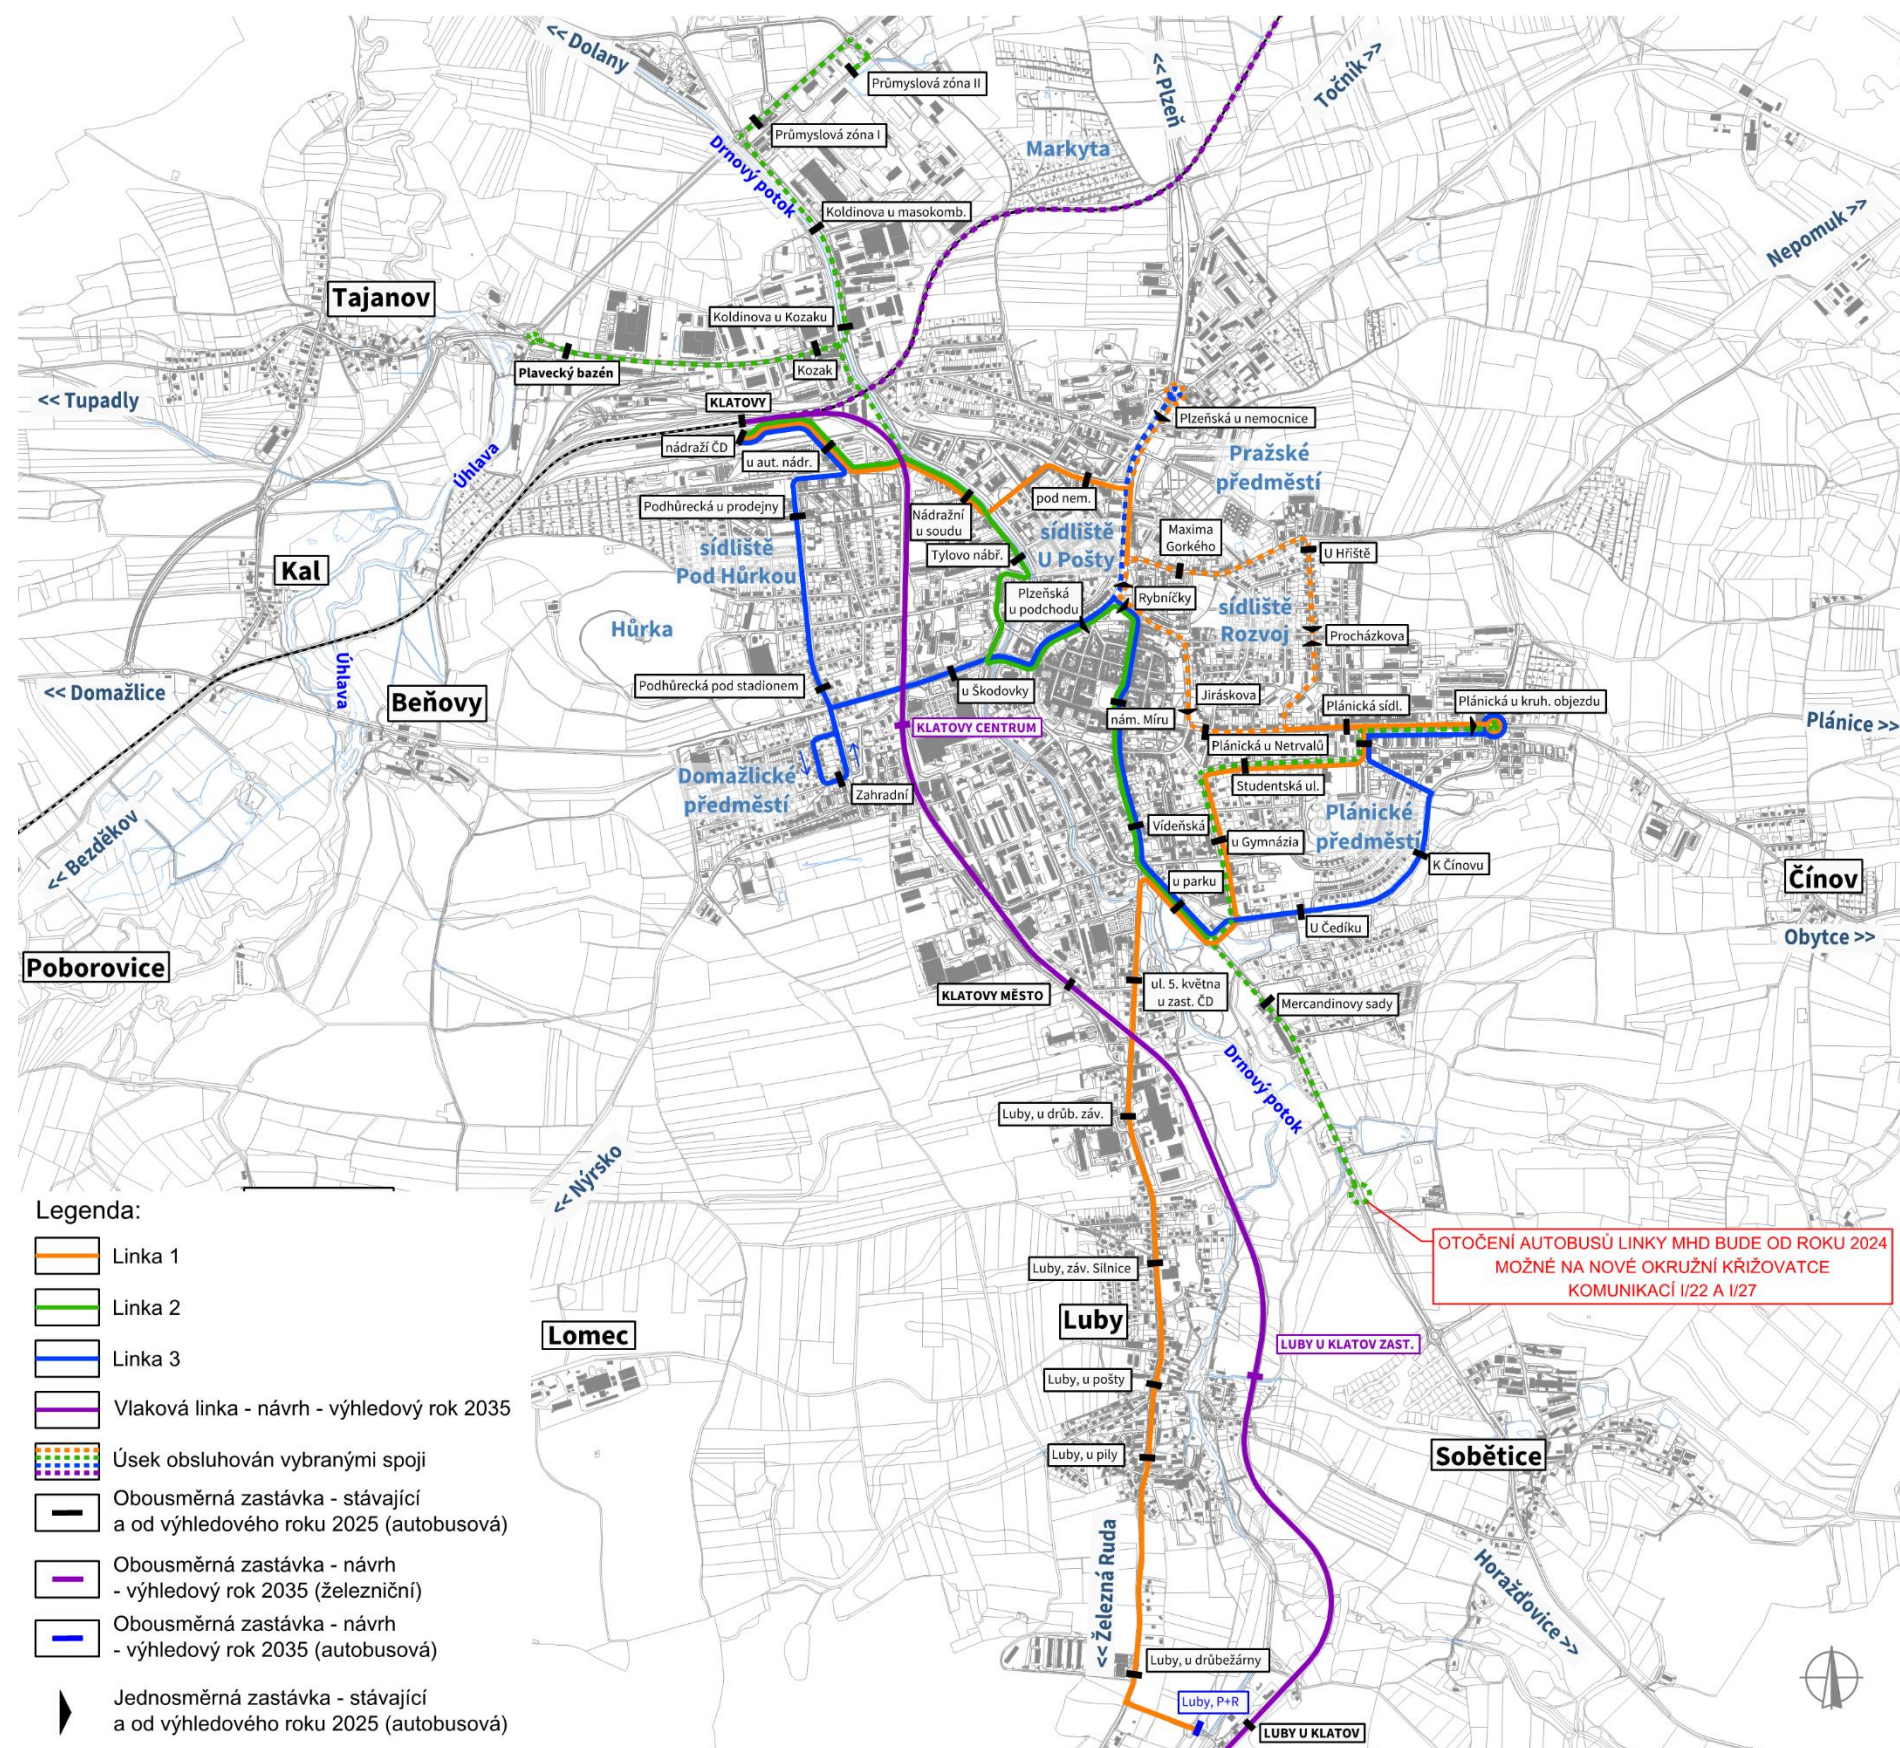 << Dolany
Průmyslová zóna II
<< Plzeň
Točník >>
Průmyslová zóna I
Markyta
Drnový potok
Koldinova u masokomb.
Nepomuk >>
Tajanov
Koldinova u Kozaku
Plavecký bazén
Kozak
<< Tupadly
KLATOVY
Plzeňská u nemocnice
nádraží ČD
u aut. nádr.
Úhlava
Pražské
předměstí
Podhůrecká u prodejny
pod nem.
Nádražní
u soudu
Maxima
Gorkého
sídliště
U Pošty
U Hřiště
sídliště
Pod Hůrkou
Tylovo nábř.
Kal
Plzeňská
u podchodu
Rybníčky
sídliště
Rozvoj
Hůrka
Procházkova
Úhlava
<< Domažlice
Beňovy
Podhůrecká pod stadionem
u Škodovky
Jiráskova
Plánická sídl.
Plánická u kruh. objezdu
KLATOVY CENTRUM
nám. Míru
Plánická u Netrvalů
Plánice >>
Domažlické
předměstí
Zahradní
Studentská ul.
Plánické
předměstí
<< Bezděkov
Vídeňská
u Gymnázia
K Čínovu
Čínov
u parku
U Čedíku
Obytce >>
Poborovice
KLATOVY MĚSTO
ul. 5. května
u zast. ČD
Mercandinovy sady
Drnový potok
Luby, u drůb. záv.
<< Nýrsko
Legenda:
Linka 1
Linka 2
Linka 3
Vlaková linka - návrh - výhledový rok 2035
Úsek obsluhován vybranými spoji
Obousměrná zastávka - stávající
a od výhledového roku 2025 (autobusová)
Obousměrná zastávka - návrh
- výhledový rok 2035 (železniční)
Obousměrná zastávka - návrh
- výhledový rok 2035 (autobusová)
Jednosměrná zastávka - stávající
a od výhledového roku 2025 (autobusová)
OTOČENÍ AUTOBUSŮ LINKY MHD BUDE OD ROKU 2024
MOŽNÉ NA NOVÉ OKRUŽNÍ KŘIŽOVATCE
KOMUNIKACÍ I/22 A I/27
Luby, záv. Silnice
Luby
Lomec
LUBY U KLATOV ZAST.
Luby, u pošty
Luby, u pily
Sobětice
<< Železná Ruda
Horažďovice >>
Luby, u drůbežárny
Luby, P+R
LUBY U KLATOV